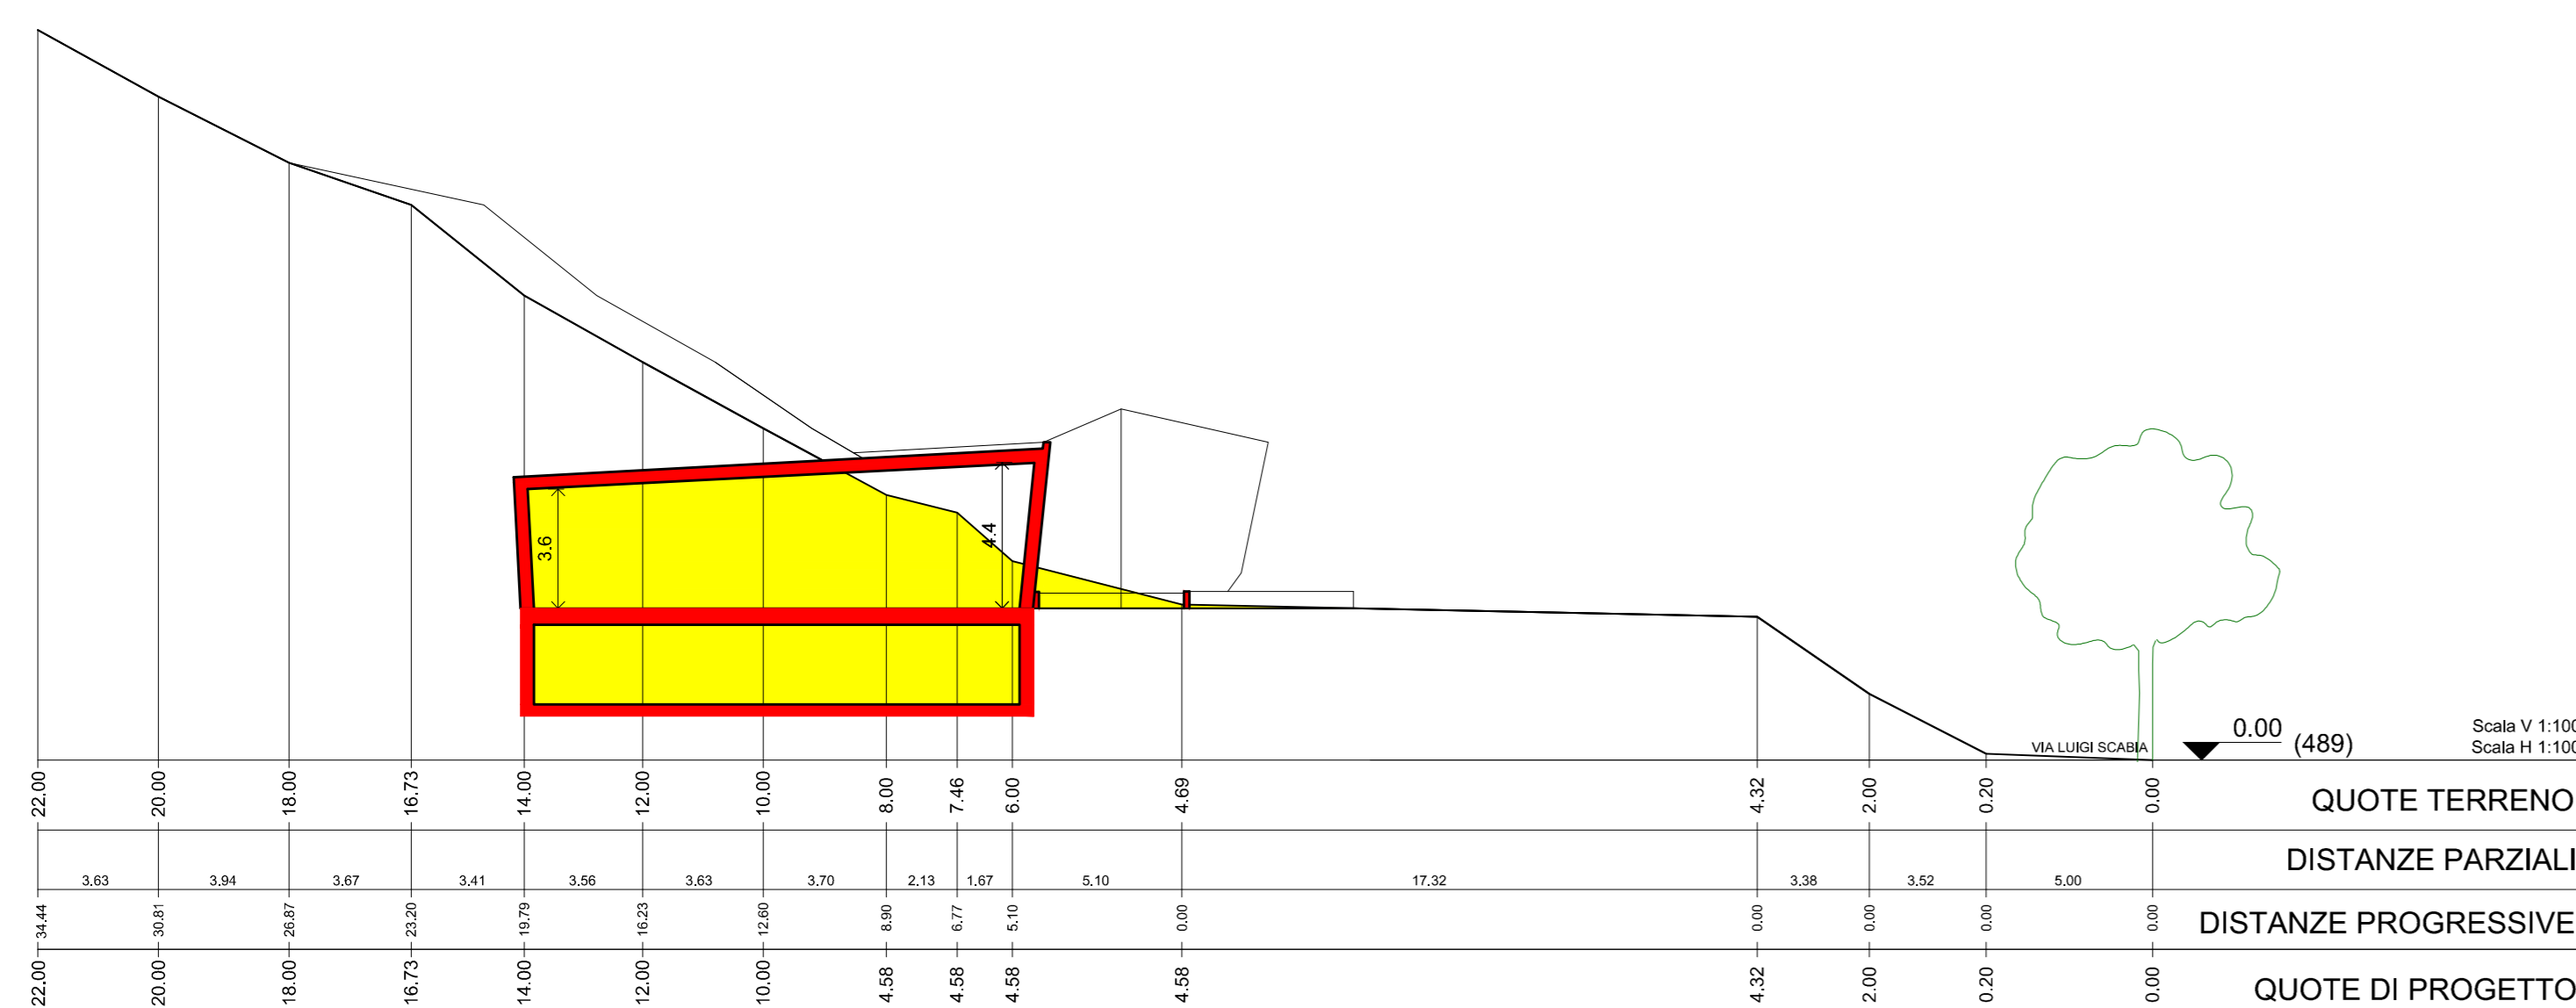 3.6
4.4
VIA LUIGI SCABIA
0.00
(489)
Scala V 1:100
Scala H 1:100
22.00 20.00 18.00 16.73 14.00 12.00 10.00 8.00 7.46 6.00 4.69 4.32 2.00 0.20 0.00 QUOTE TERRENO
3.63 3.94 3.67 3.41 3.56 3.63 3.70 2.13 1.67 5.10 17.32 3.38 3.52 5.00 DISTANZE PARZIALI
34.44 30.81 26.87 23.20 19.79 16.23 12.60 8.90 6.77 5.10 0.00 0.00 0.00 0.00 0.00 DISTANZE PROGRESSIVE
22.00 20.00 18.00 16.73 14.00 12.00 10.00 4.58 4.58 4.58 4.58 4.32 2.00 0.20 0.00 QUOTE DI PROGETTO